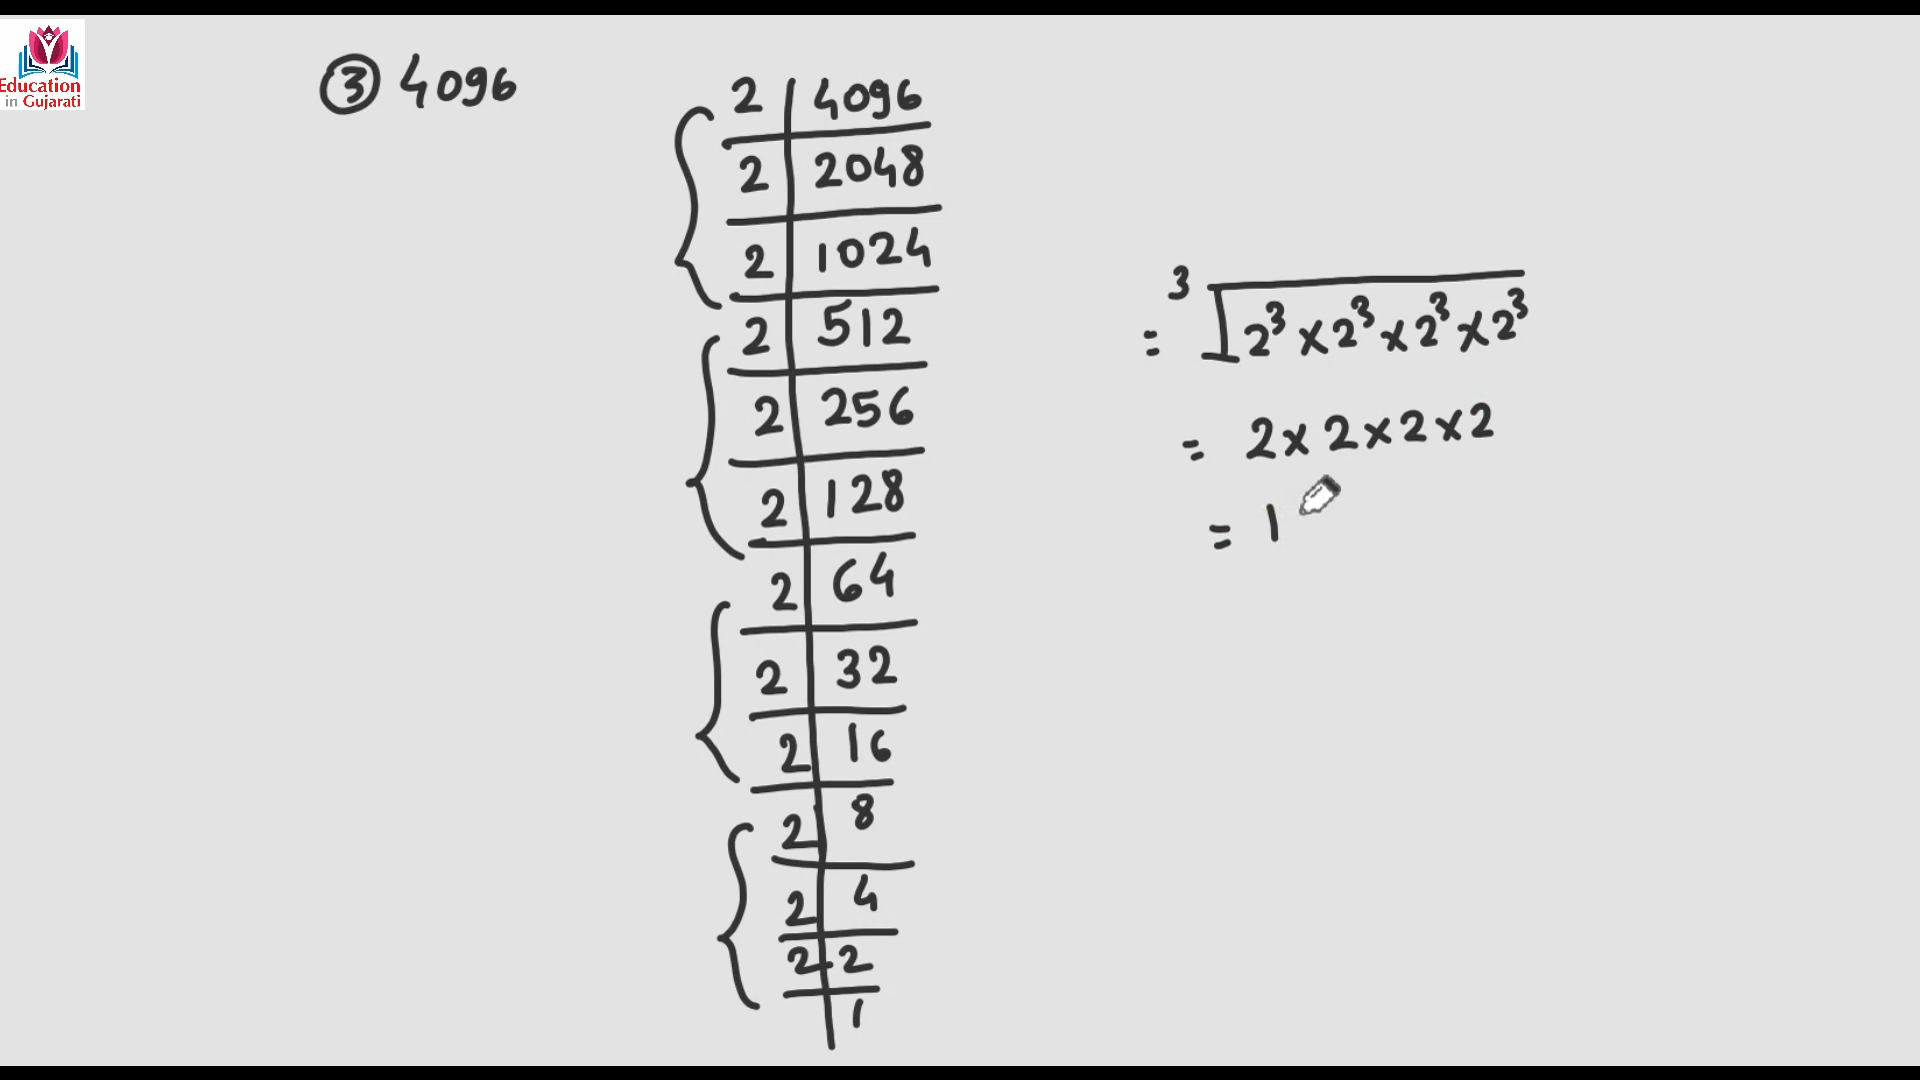 Education
in Gujarati
③ 4096
2 | 4096
2 | 2048
2 | 1024
2 | 512
2 | 256
2 | 128
2 | 64
2 | 32
2 | 16
2 | 8
2 | 4
2 | 2
1
= ³√2³×2³×2³×2³
= 2×2×2×2
= 1